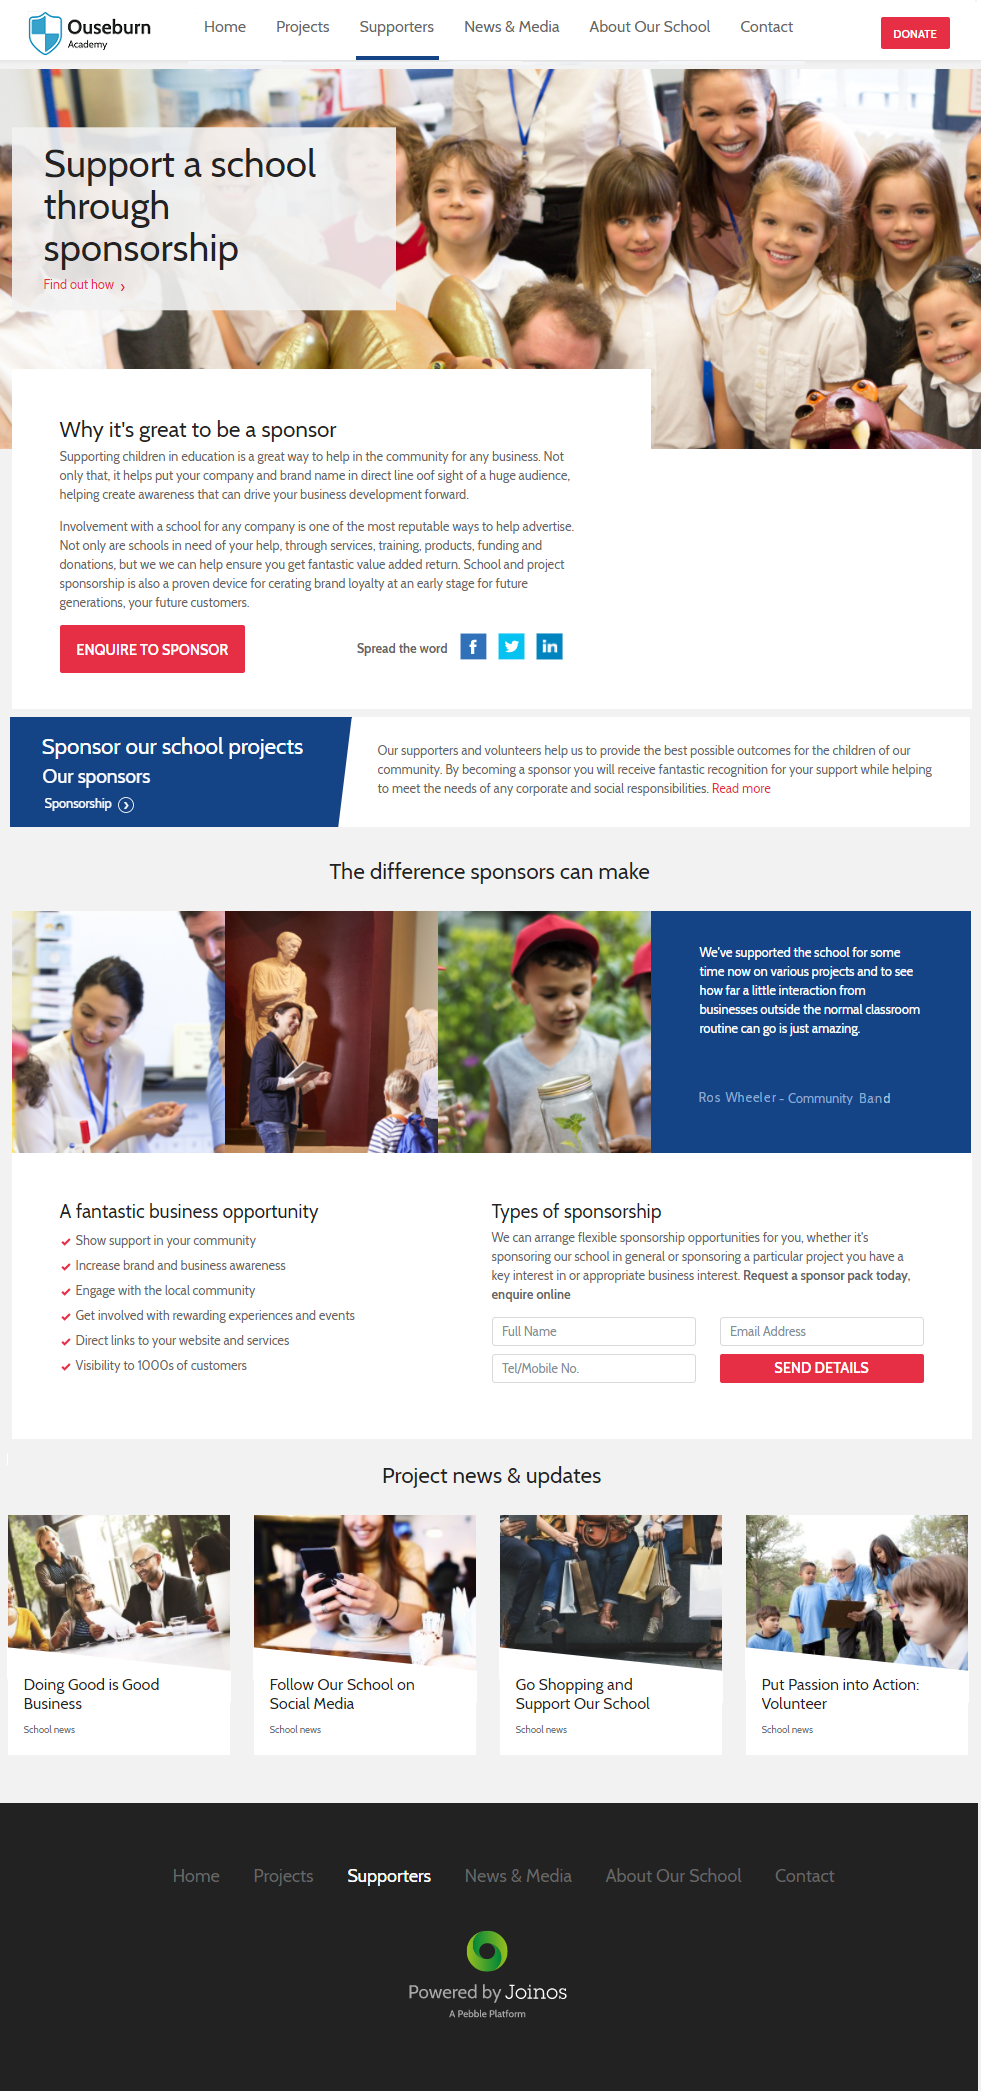 Ouseburn
Academy
Home
Projects
Supporters
News & Media
About Our School
Contact
DONATE
Support a school
through
sponsorship
Find out how
Why it's great to be a sponsor
Supporting children in education is a great way to help in the community for any business. Not
only that, it helps put your company and brand name in direct line oof sight of a huge audience,
helping create awareness that can drive your business development forward.
Involvement with a school for any company is one of the most reputable ways to help advertise.
Not only are schools in need of your help, through services, training, products, funding and
donations, but we we can help ensure you get fantastic value added return. School and project
sponsorship is also a proven device for cerating brand loyalty at an early stage for future
generations, your future customers.
ENQUIRE TO SPONSOR
Spread the word
f
in
Sponsor our school projects
Our sponsors
Sponsorship
Our supporters and volunteers help us to provide the best possible outcomes for the children of our
community. By becoming a sponsor you will receive fantastic recognition for your support while helping
to meet the needs of any corporate and social responsibilities. Read more
The difference sponsors can make
We've supported the school for some
time now on various projects and to see
how far a little interaction from
businesses outside the normal classroom
routine can go is just amazing.
Ros Wheeler - Community Band
A fantastic business opportunity
Show support in your community
Increase brand and business awareness
Engage with the local community
Get involved with rewarding experiences and events
Direct links to your website and services
Visibility to 1000s of customers
Types of sponsorship
We can arrange flexible sponsorship opportunities for you, whether it's
sponsoring our school in general or sponsoring a particular project you have a
key interest in or appropriate business interest. Request a sponsor pack today,
enquire online
Full Name
Email Address
Tel/Mobile No.
SEND DETAILS
Project news & updates
Doing Good is Good
Business
School news
Follow Our School on
Social Media
School news
Go Shopping and
Support Our School
School news
Put Passion into Action:
Volunteer
School news
Home
Projects
Supporters
News & Media
About Our School
Contact
Powered by Joinos
A Pebble Platform